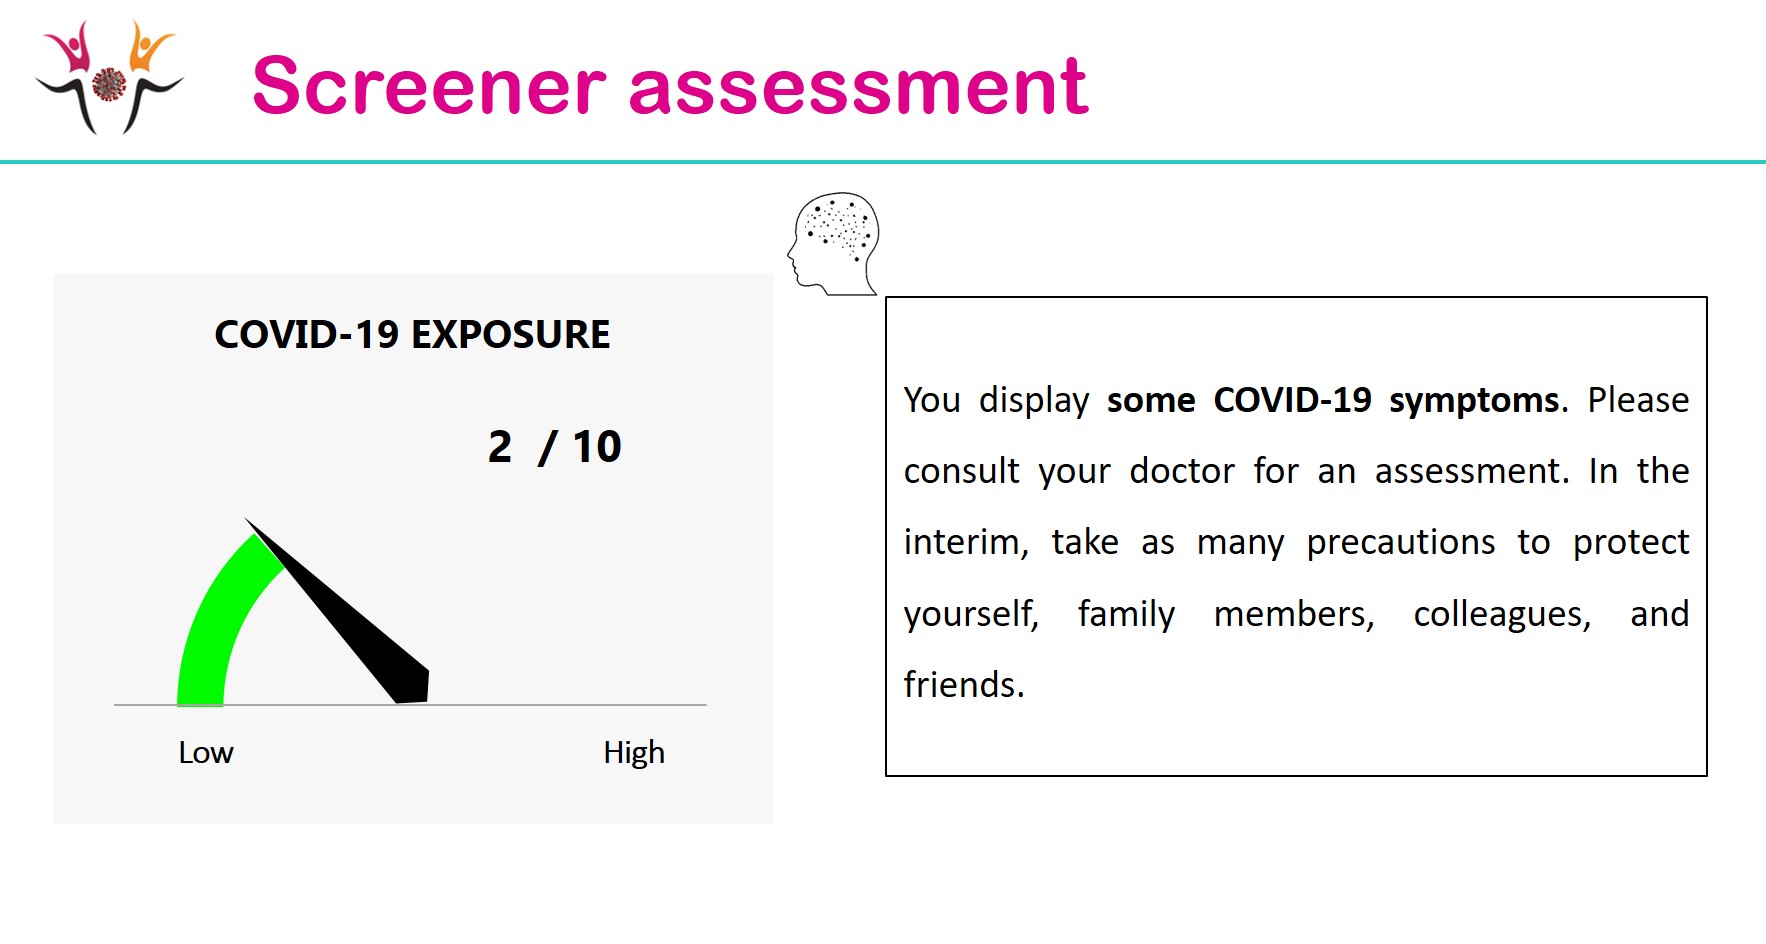 Screener assessment
COVID-19 EXPOSURE
2 / 10
Low High
You display some COVID-19 symptoms. Please
consult your doctor for an assessment. In the
interim, take as many precautions to protect
yourself, family members, colleagues, and
friends.